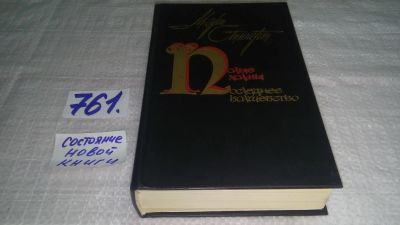 761.
СОСТОЯНИЕ
НОВОЙ
КНИГИ
Мэри
Стюарт
Полые
холмы
Последнее
волшебство